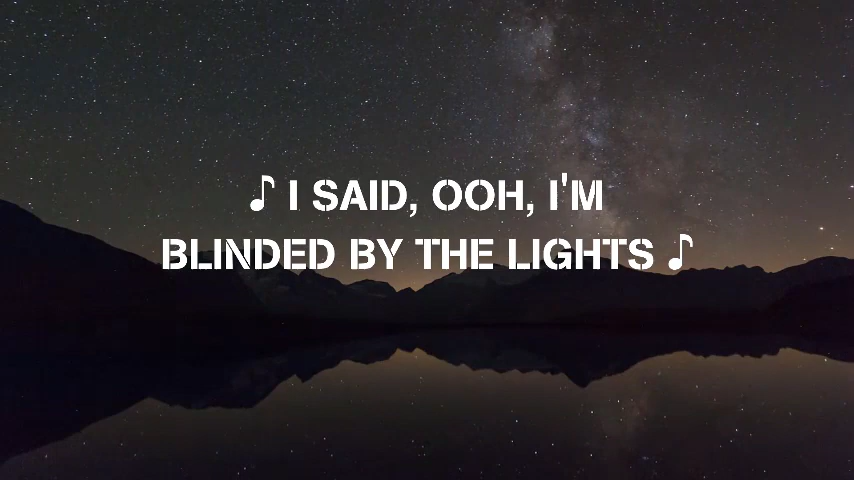 ♪ I SAID, OOH, I'M
BLINDED BY THE LIGHTS ♪